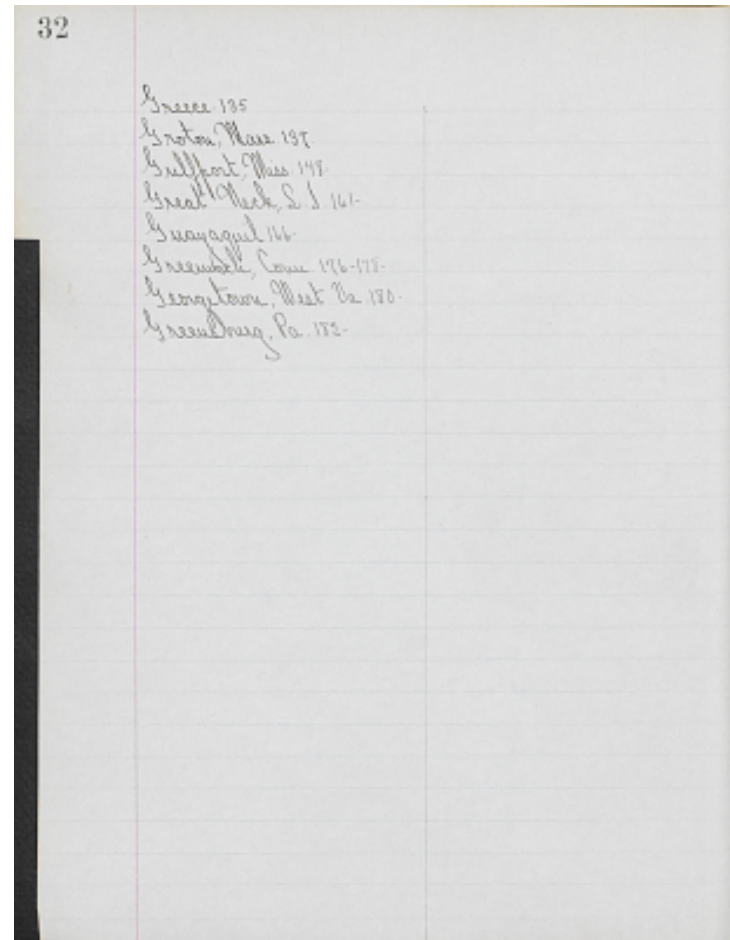 32
Greece 135
Groton, Mass. 137.
Gulfport, Miss. 148.
Great Neck, L. I. 161-
Guayaquil 166-
Greenwich, Conn 176-178-
Georgetown, West Va. 180-
Greensburg, Pa. 182-